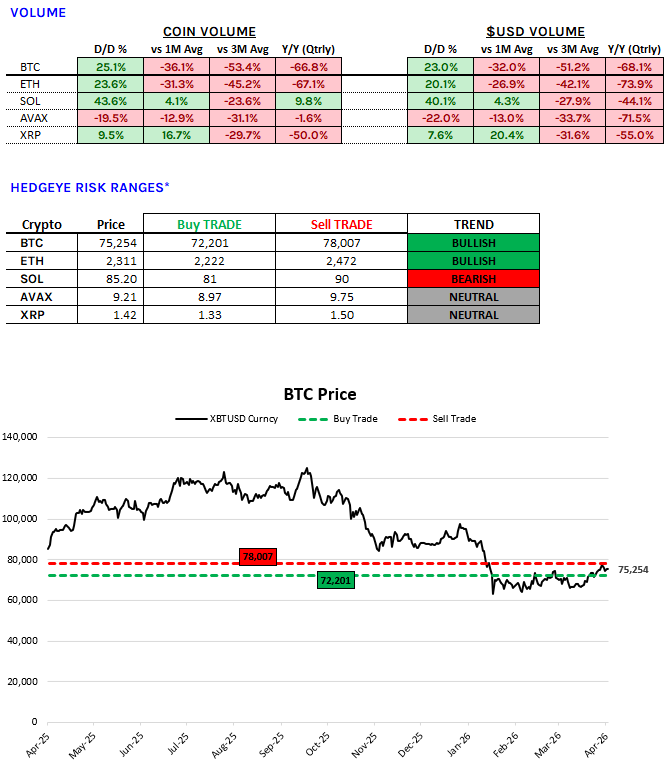 VOLUME
COIN VOLUME $USD VOLUME
D/D % vs 1M Avg vs 3M Avg Y/Y (Qtrly) D/D % vs 1M Avg vs 3M Avg Y/Y (Qtrly)
BTC 25.1% -36.1% -53.4% -66.8% 23.0% -32.0% -51.2% -68.1%
ETH 23.6% -31.3% -45.2% -67.1% 20.1% -26.9% -42.1% -73.9%
SOL 43.6% 4.1% -23.6% 9.8% 40.1% 4.3% -27.9% -44.1%
AVAX -19.5% -12.9% -31.1% -1.6% -22.0% -13.0% -33.7% -71.5%
XRP 9.5% 16.7% -29.7% -50.0% 7.6% 20.4% -31.6% -55.0%
HEDGEYE RISK RANGES*
Crypto Price Buy TRADE Sell TRADE TREND
BTC 75,254 72,201 78,007 BULLISH
ETH 2,311 2,222 2,472 BULLISH
SOL 85.20 81 90 BEARISH
AVAX 9.21 8.97 9.75 NEUTRAL
XRP 1.42 1.33 1.50 NEUTRAL
BTC Price
XBTUSD Curncy Buy Trade Sell Trade
140,000
120,000
100,000
80,000
78,007
72,201
75,254
60,000
40,000
20,000
0
Apr-25 May-25 Jun-25 Jul-25 Aug-25 Sep-25 Oct-25 Nov-25 Dec-25 Jan-26 Feb-26 Mar-26 Apr-26